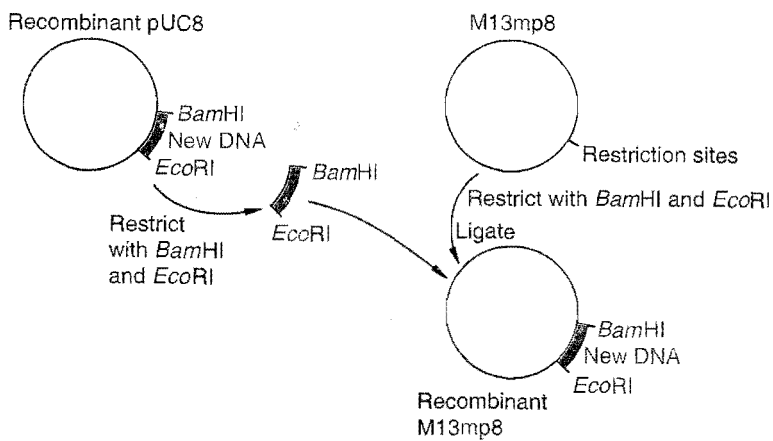 Recombinant pUC8
M13mp8
BamHI
New DNA
EcoRI
Restriction sites
BamHI
Restrict with BamHI and EcoRI
EcoRI
Restrict
with BamHI
and EcoRI
Ligate
BamHI
New DNA
EcoRI
Recombinant
M13mp8